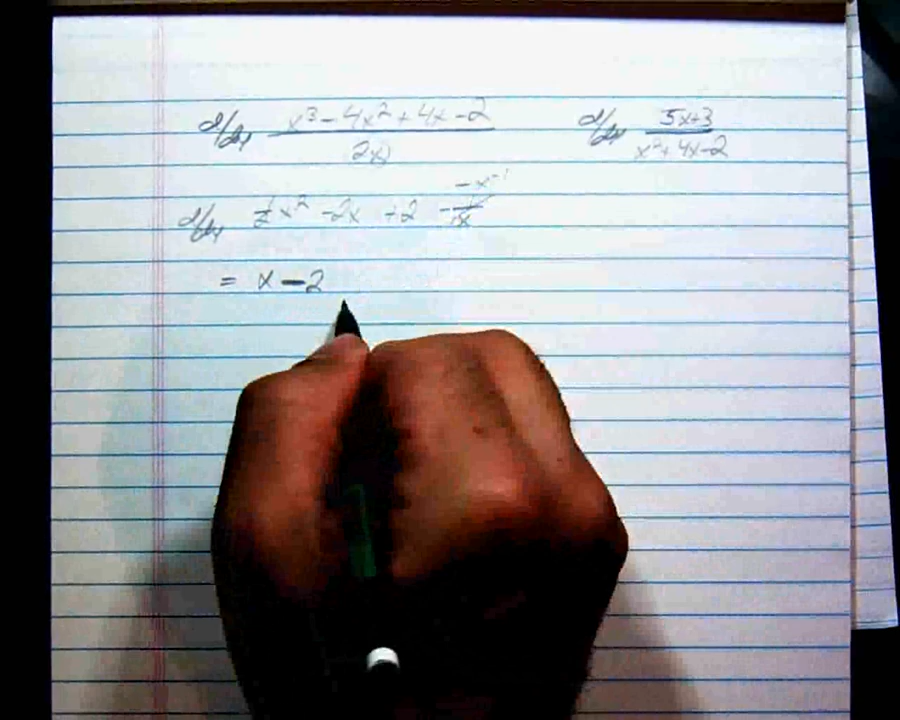 d/dx (x³ - 4x² + 4x - 2)/(2x) d/dx (5x+3)/(x²+4x-2)
d/dx ½x² - 2x + 2 - 1/x -x⁻¹
= x - 2